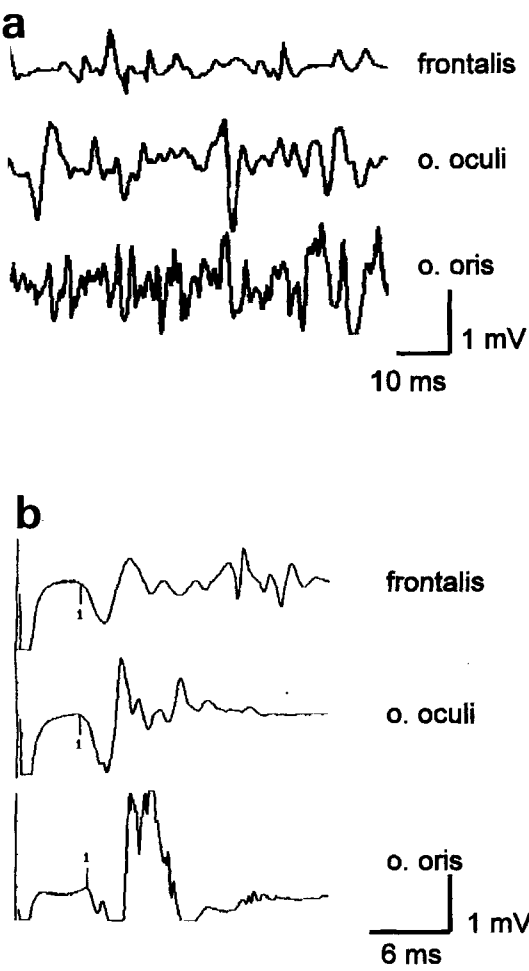 a
frontalis
o. oculi
o. oris
1 mV
10 ms
b
frontalis
1
o. oculi
1
1
o. oris
1 mV
6 ms